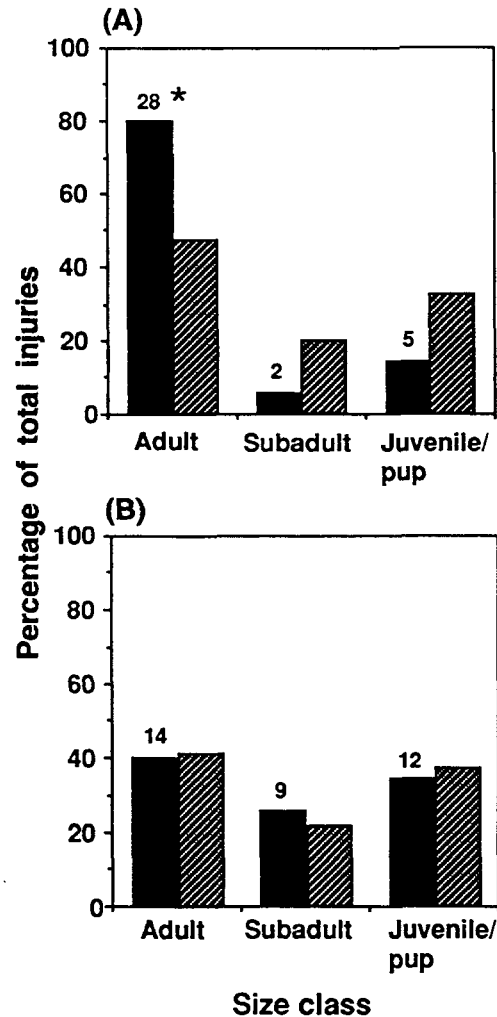 (A)
100
80
60
40
20
0
28 *
2
5
Adult Subadult Juvenile/
pup
Percentage of total injuries
(B)
100
80
60
40
20
0
14
9
12
Adult Subadult Juvenile/
pup
Size class